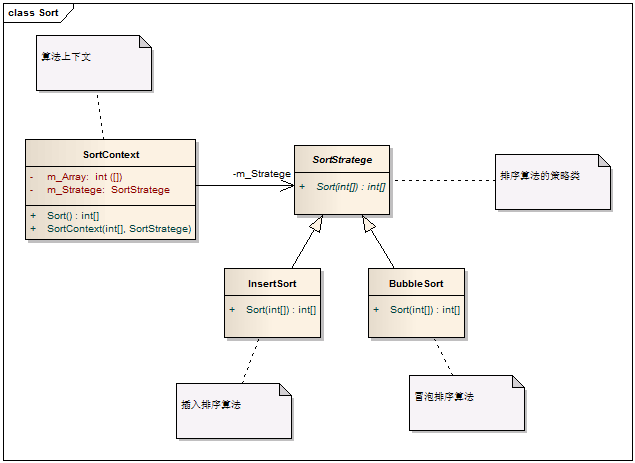 class Sort
算法上下文
SortContext
- m_Array: int ([])
- m_Stratege: SortStratege
+ Sort() : int[]
+ SortContext(int[], SortStratege)
-m_Stratege
SortStratege
+ Sort(int[]) : int[]
排序算法的策略类
InsertSort
+ Sort(int[]) : int[]
BubbleSort
+ Sort(int[]) : int[]
插入排序算法
冒泡排序算法